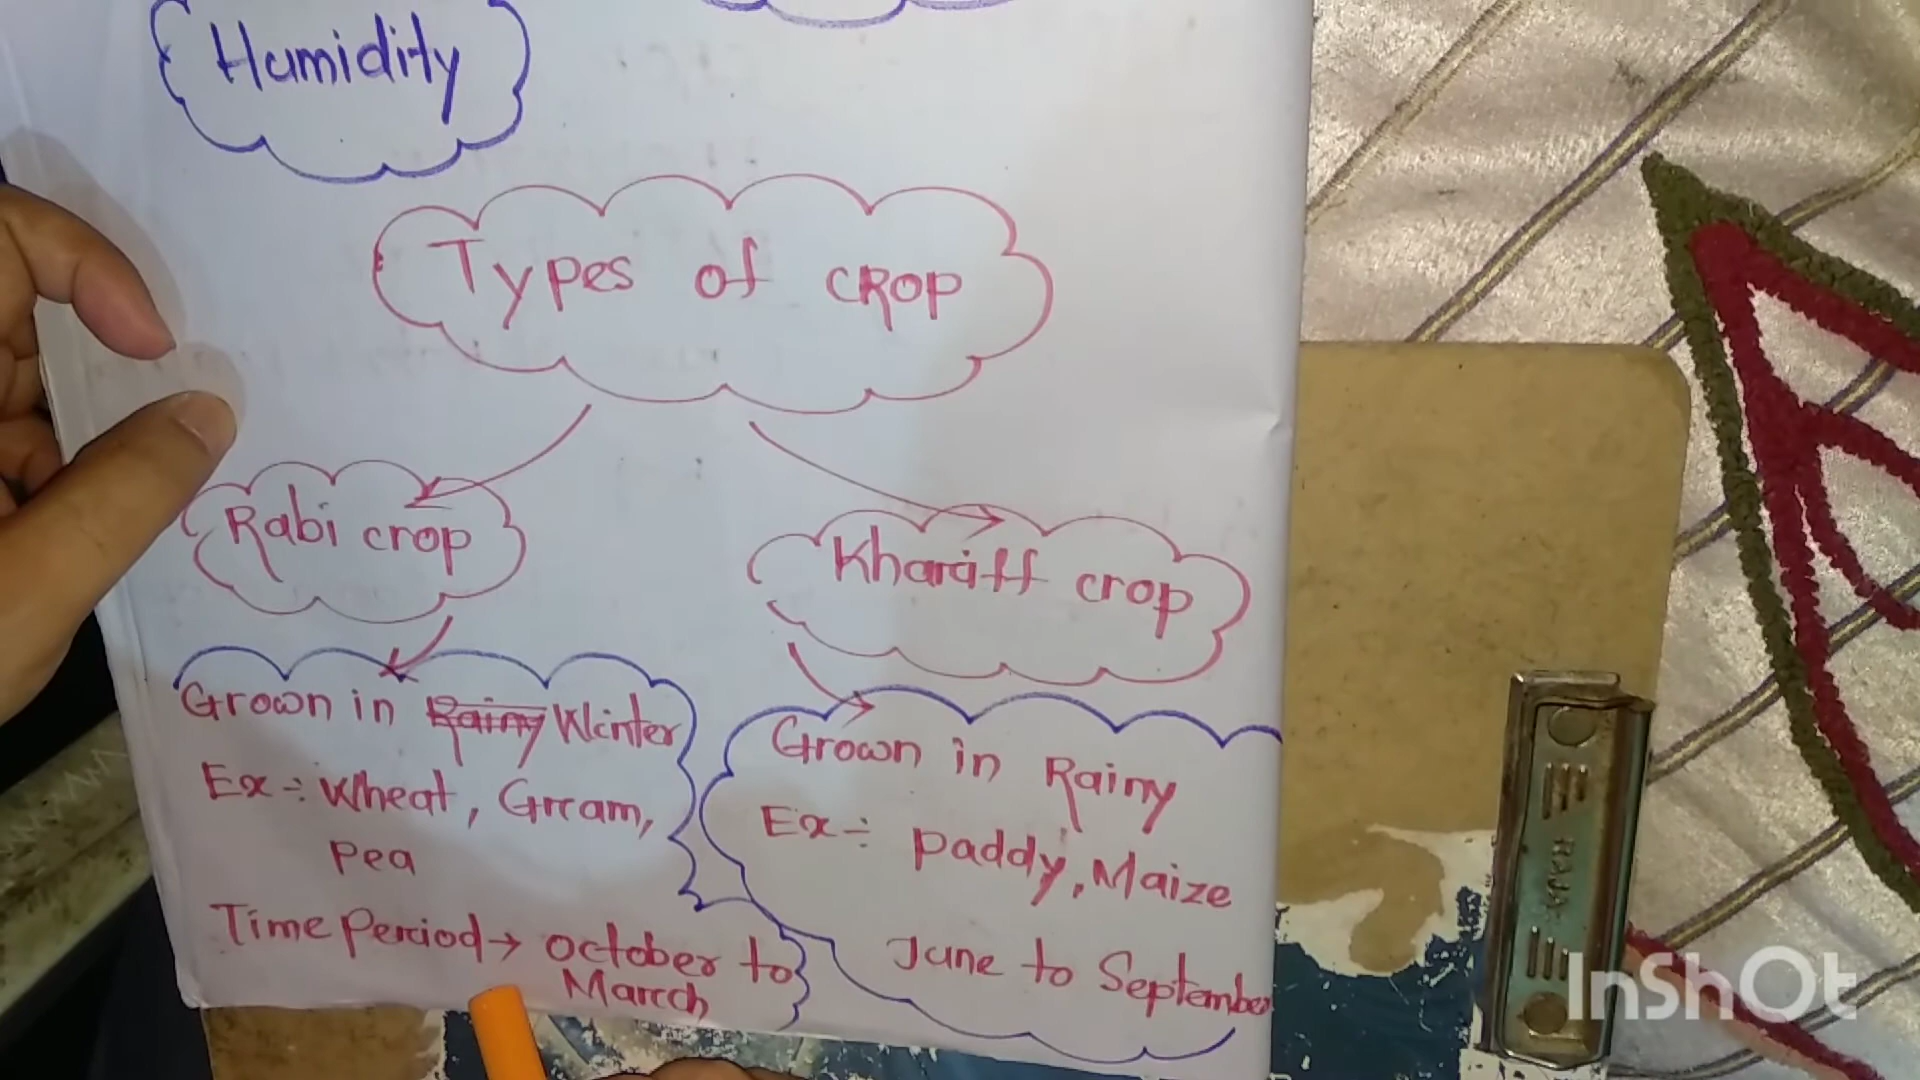 Humidity
Types of CROP
Rabi crop
Khariff crop
Grown in Rainy Winter
Ex ÷ Wheat, Gram,
Pea
Time Period → October to
March
Grown in Rainy
Ex ÷ Paddy, Maize
June to September
RAJA
InShOt